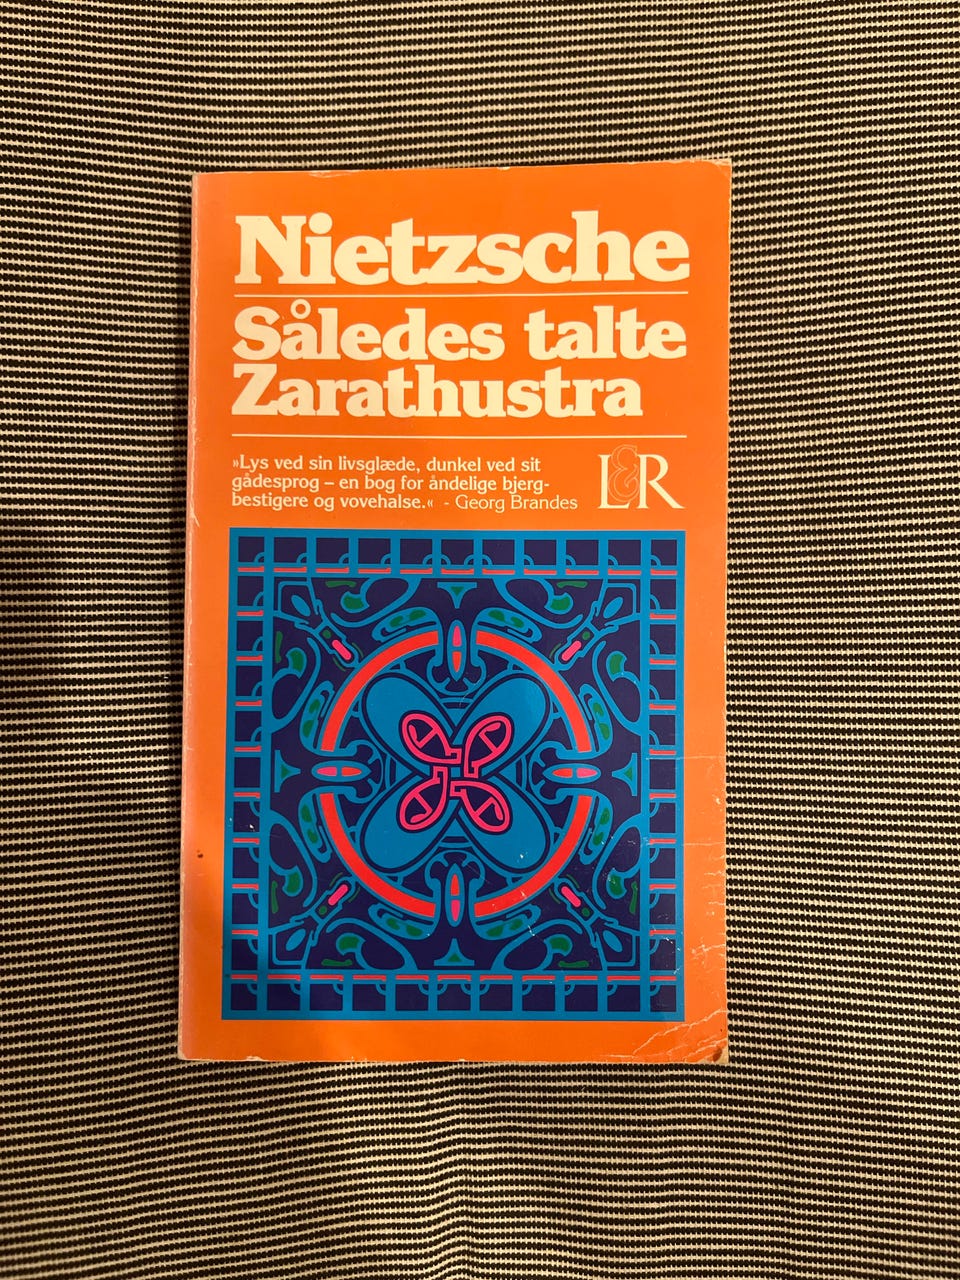 Nietzsche
Således talte
Zarathustra
»Lys ved sin livsglæde, dunkel ved sit
gådesprog – en bog for åndelige bjerg-
bestigere og vovehalse.« - Georg Brandes
L&R